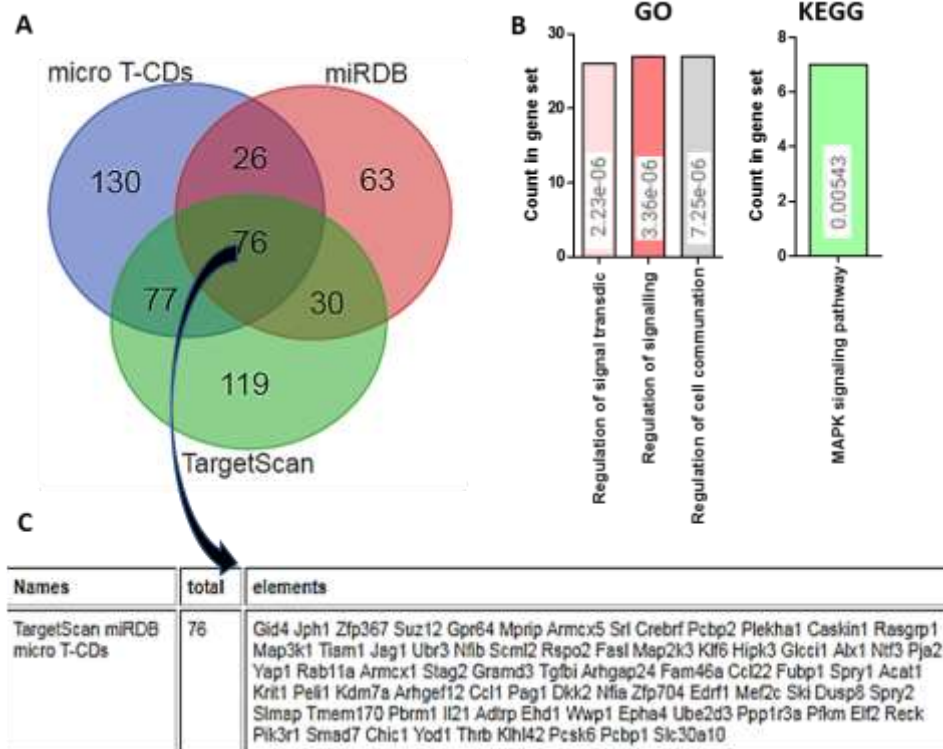 A
micro T-CDs
miRDB
130
26
63
76
77
30
119
TargetScan
B
GO
Count in gene set
30
20
10
0
2.23e-06
3.36e-06
7.25e-06
Regulation of signal transdic
Regulation of signalling
Regulation of cell communation
KEGG
Count in gene set
8
6
4
2
0
0.00543
MAPK signaling pathway
C
Names total elements
TargetScan miRDB 76 Gid4 Jph1 Zfp367 Suz12 Gpr64 Mprip Armcx5 Srl Crebrf Pcbp2 Plekha1 Caskin1 Rasgrp1
micro T-CDs Map3k1 Tiam1 Jag1 Ubr3 Nfib Scml2 Rspo2 Fasl Map2k3 Klf6 Hipk3 Glcci1 Alx1 Ntf3 Pja2
Yap1 Rab11a Armcx1 Stag2 Gramd3 Tgfbi Arhgap24 Fam46a Ccl22 Fubp1 Spry1 Acat1
Krit1 Peli1 Kdm7a Arhgef12 Ccl1 Pag1 Dkk2 Nfia Zfp704 Edrf1 Mef2c Ski Dusp8 Spry2
Slmap Tmem170 Pbrm1 Il21 Adtrp Ehd1 Wwp1 Epha4 Ube2d3 Ppp1r3a Pfkm Elf2 Reck
Pik3r1 Smad7 Chic1 Yod1 Thrb Klhl42 Pcsk6 Pcbp1 Slc30a10